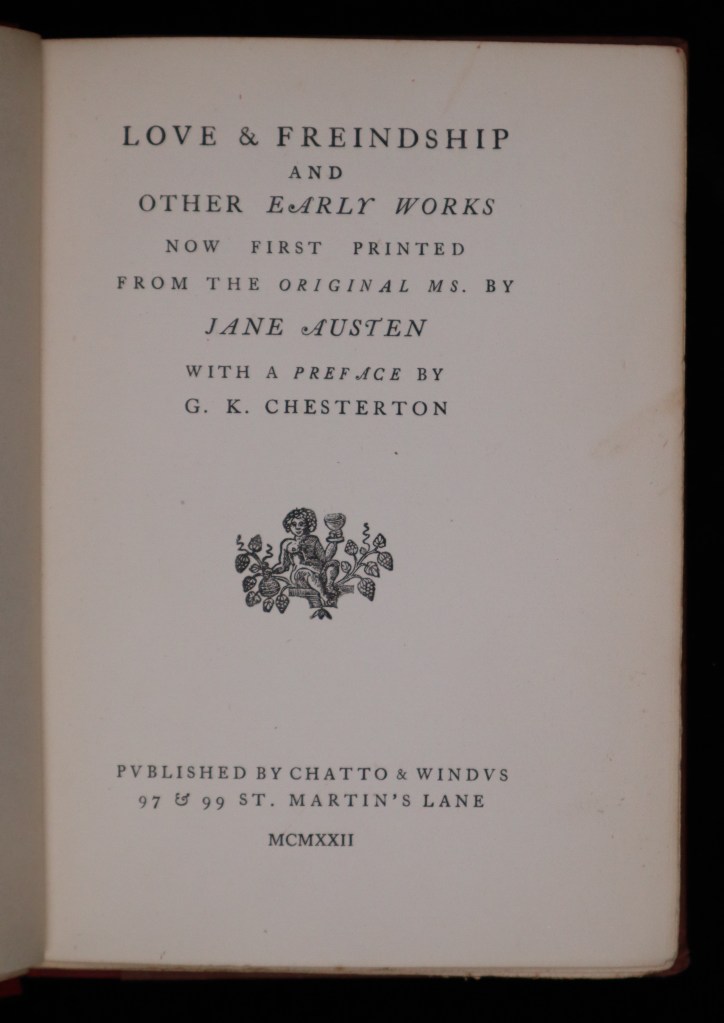 LOVE & FREINDSHIP
AND
OTHER EARLY WORKS
NOW FIRST PRINTED
FROM THE ORIGINAL MS. BY
JANE AUSTEN
WITH A PREFACE BY
G. K. CHESTERTON
PVBLISHED BY CHATTO & WINDVS
97 & 99 ST. MARTIN'S LANE
MCMXXII